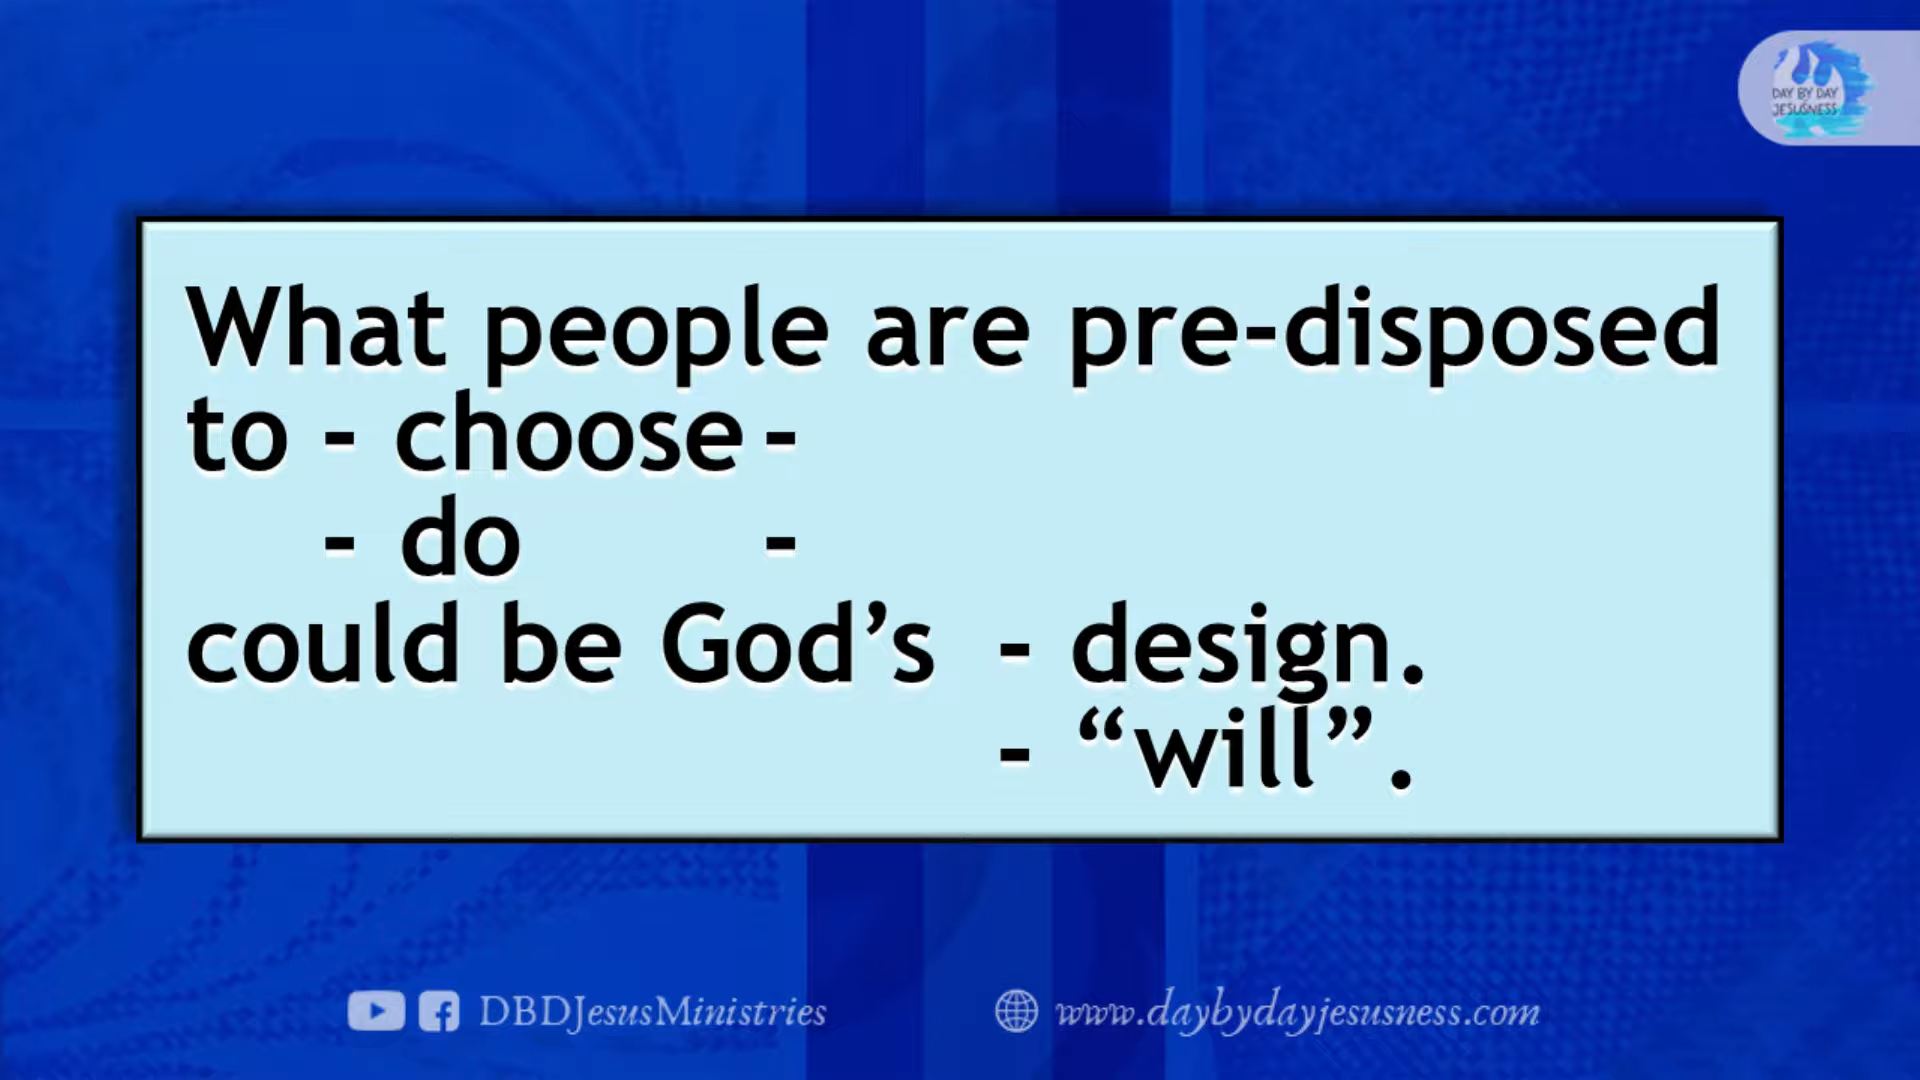 DAY BY DAY
JESUSNESS
What people are pre-disposed
to - choose -
- do -
could be God’s - design.
- “will”.
DBDJesusMinistries
www.daybydayjesusness.com